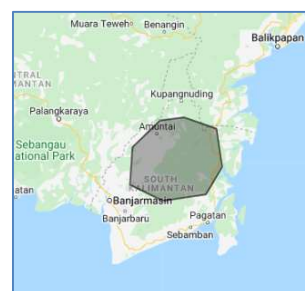 Muara Teweh
Benangin
Balikpapan
NTRAL
MANTAN
Kupangnuding
Palangkaraya
Amuntai
Sebangau
National Park
SOUTH
KALIMANTAN
atan
Banjarmasin
Banjarbaru
Pagatan
Sebamban